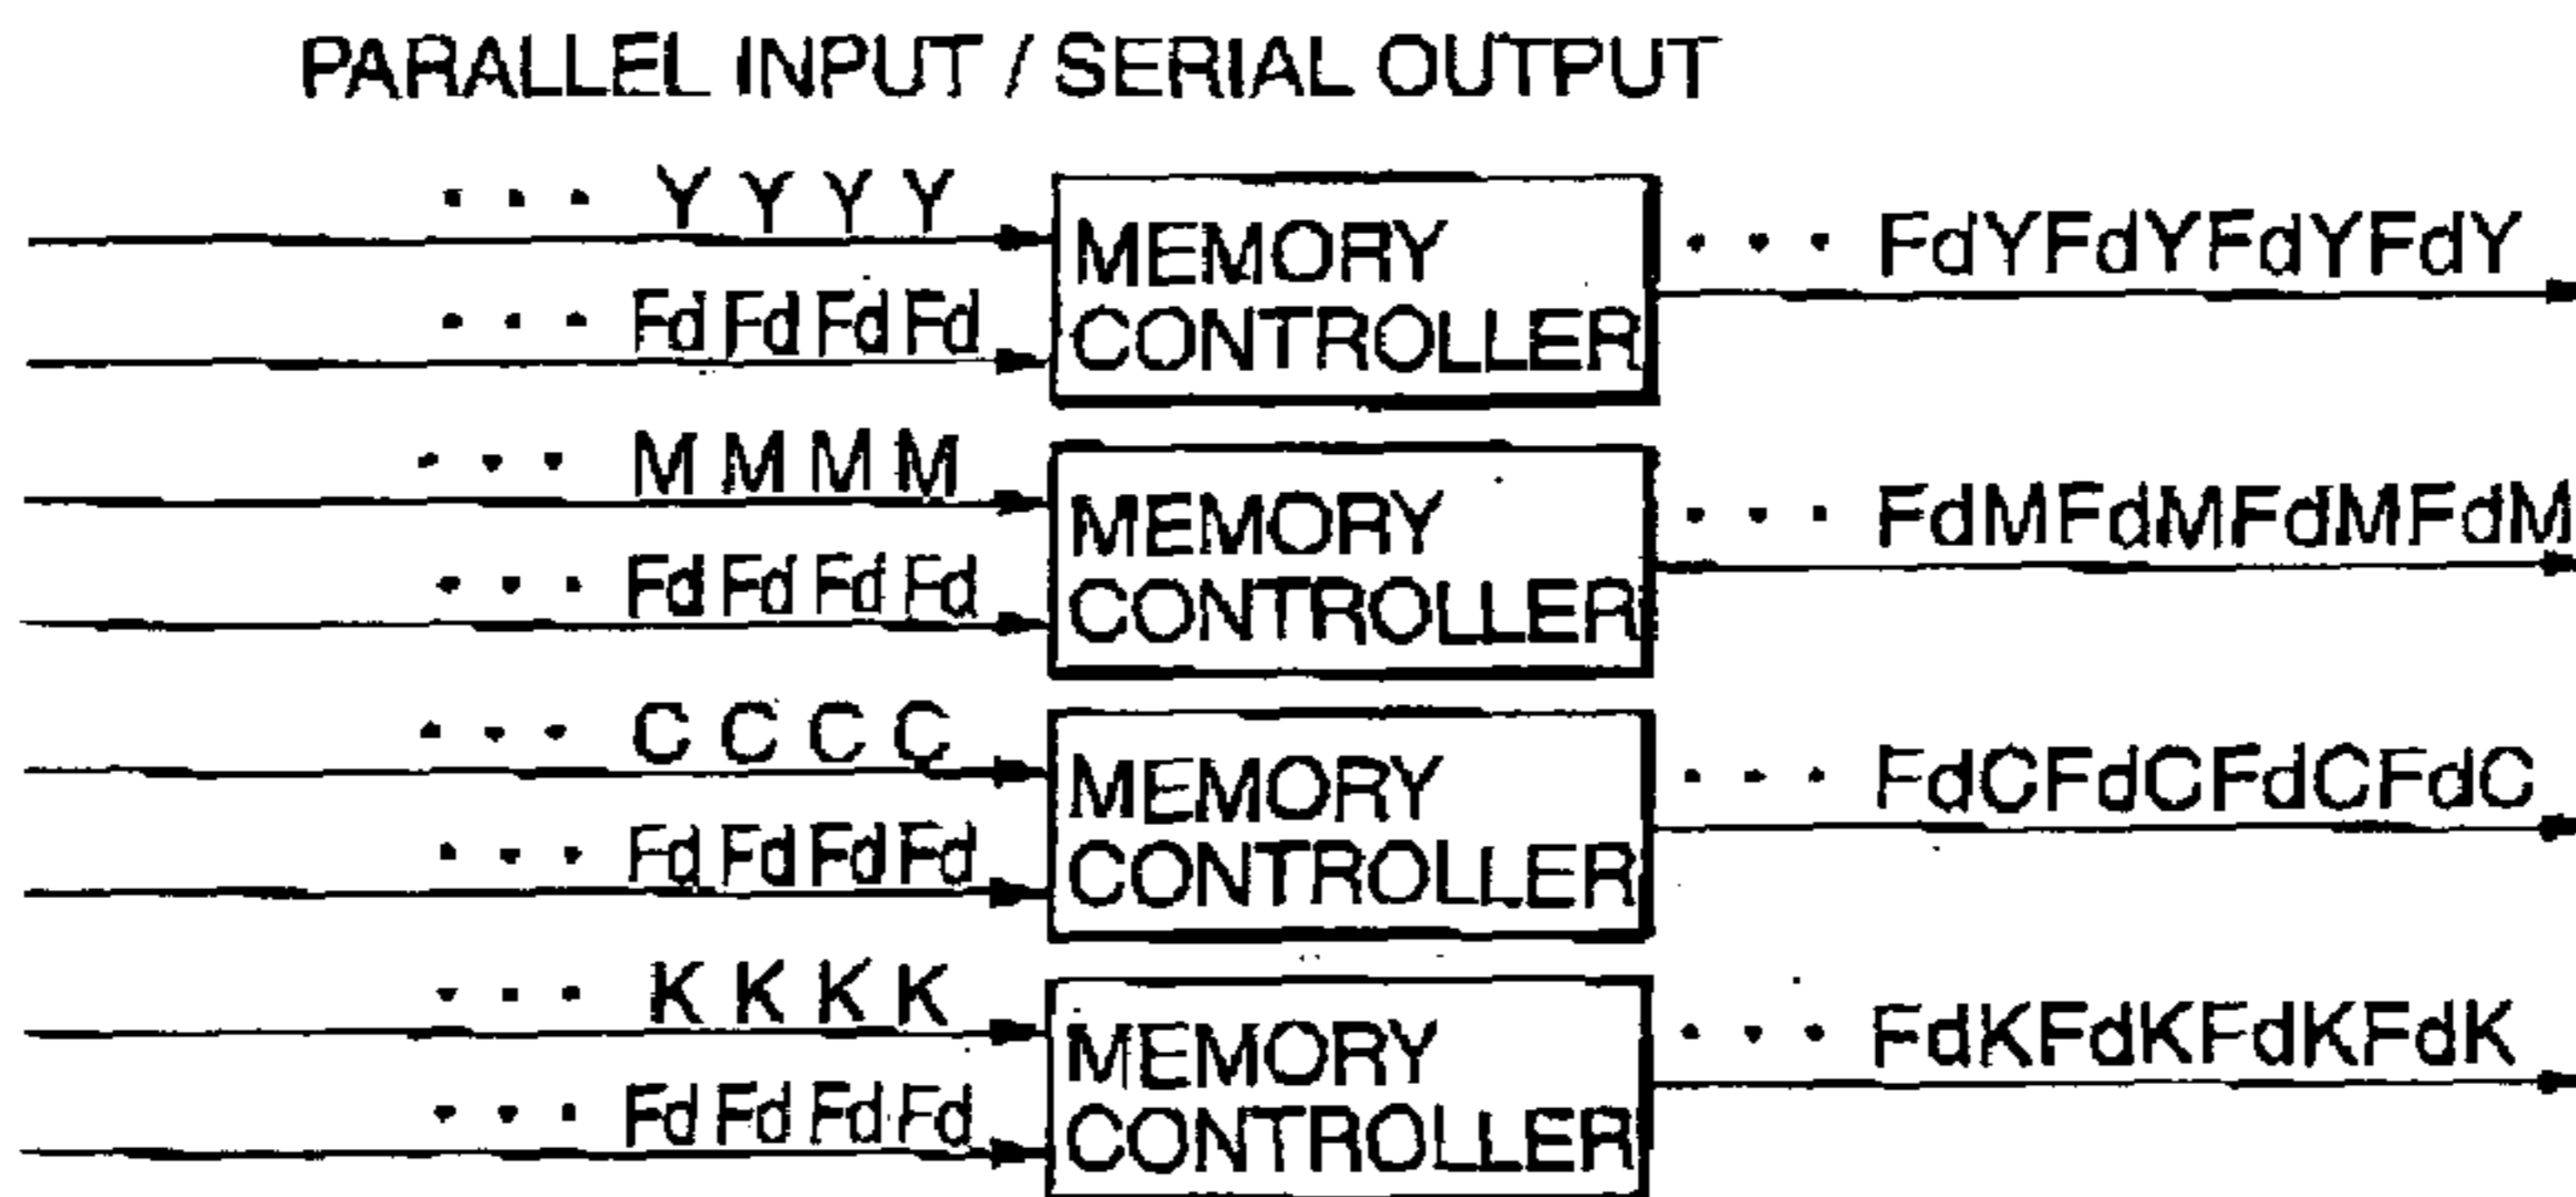 PARALLEL INPUT / SERIAL OUTPUT
· · · Y Y Y Y
· · · Fd Fd Fd Fd
MEMORY
CONTROLLER
· · · FdYFdYFdYFdY
· · · M M M M
· · · Fd Fd Fd Fd
MEMORY
CONTROLLER
· · · FdMFdMFdMFdM
· · · C C C C
· · · Fd Fd Fd Fd
MEMORY
CONTROLLER
· · · FdCFdCFdCFdC
· · · K K K K
· · · Fd Fd Fd Fd
MEMORY
CONTROLLER
· · · FdKFdKFdKFdK